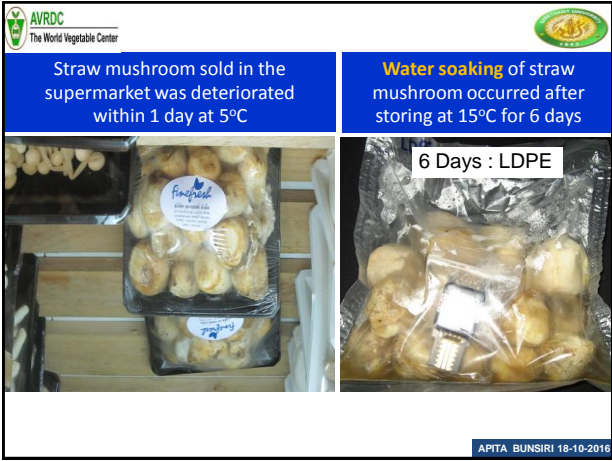 AVRDC
The World Vegetable Center
Straw mushroom sold in the
supermarket was deteriorated
within 1 day at 5°C
Water soaking of straw
mushroom occurred after
storing at 15°C for 6 days
finefresh
6 Days : LDPE
APITA BUNSIRI 18-10-2016